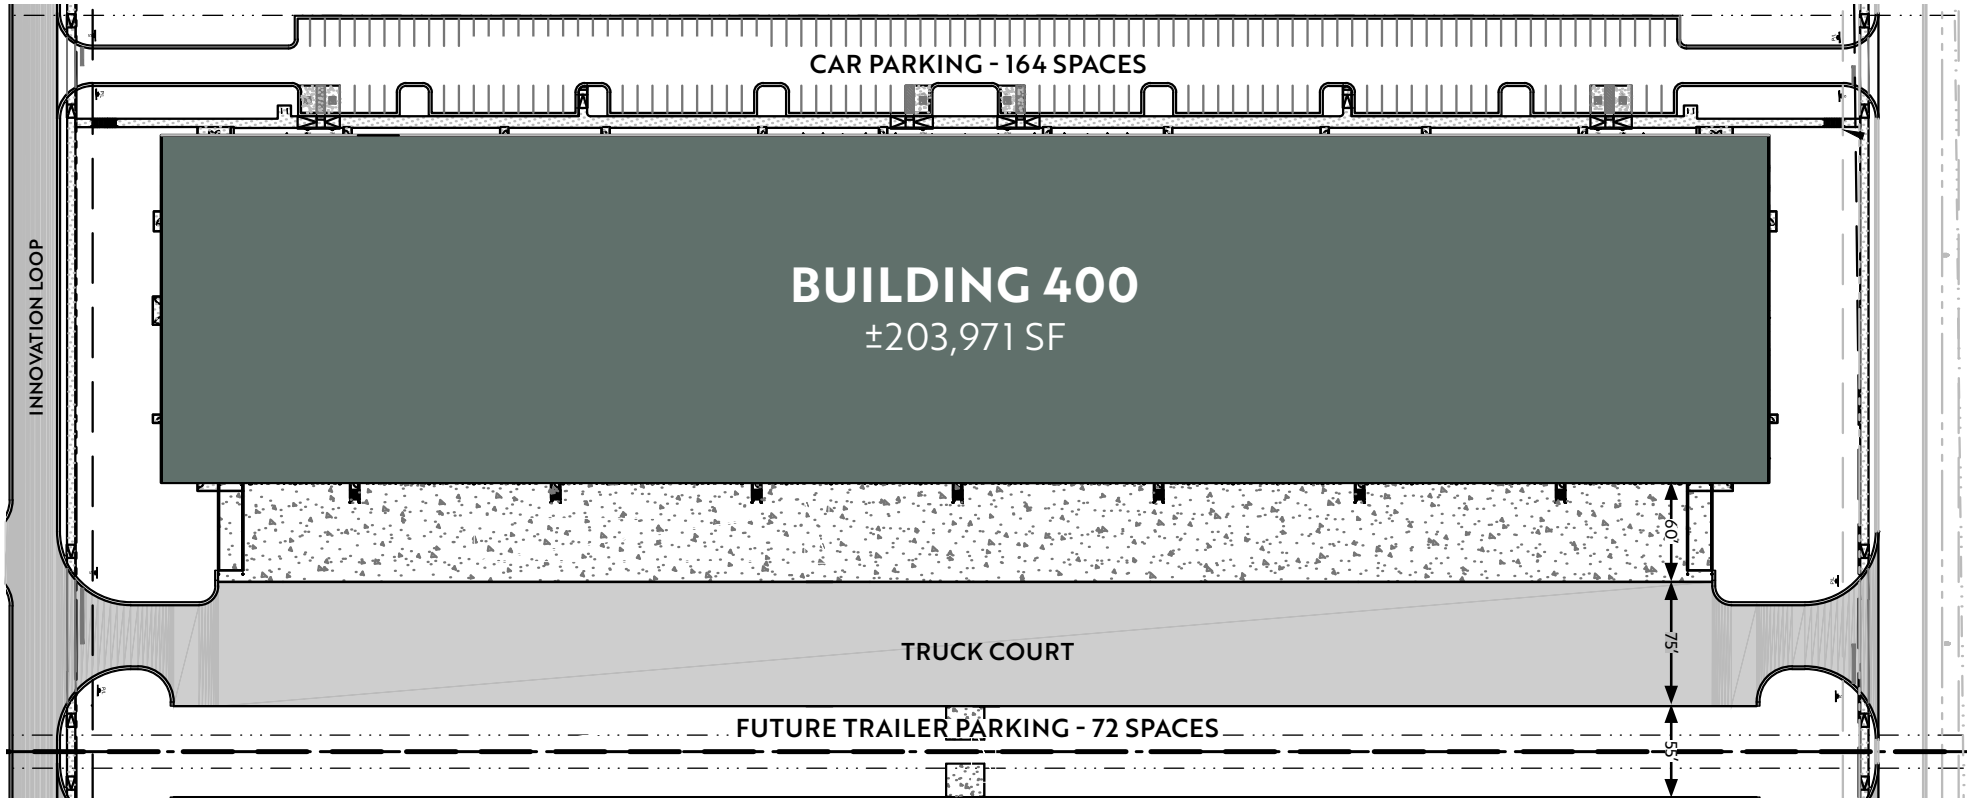 CAR PARKING - 164 SPACES
INNOVATION LOOP
BUILDING 400
±203,971 SF
60'
TRUCK COURT
75'
FUTURE TRAILER PARKING - 72 SPACES
55'